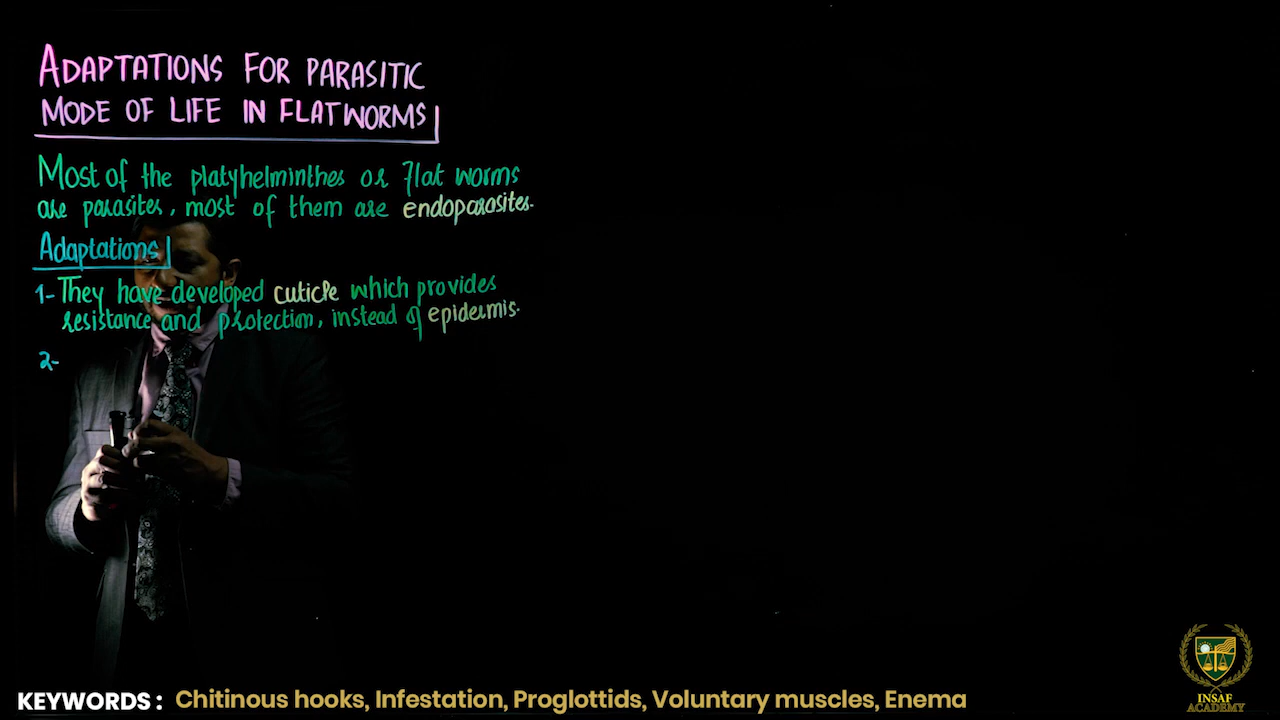 ADAPTATIONS FOR PARASITIC
MODE OF LIFE IN FLATWORMS
Most of the platyhelminthes or flat worms
are parasites, most of them are endoparasites.
Adaptations
1- They have developed cuticle which provides
resistance and protection, instead of epidermis.
2-
KEYWORDS : Chitinous hooks, Infestation, Proglottids, Voluntary muscles, Enema
INSAF
ACADEMY